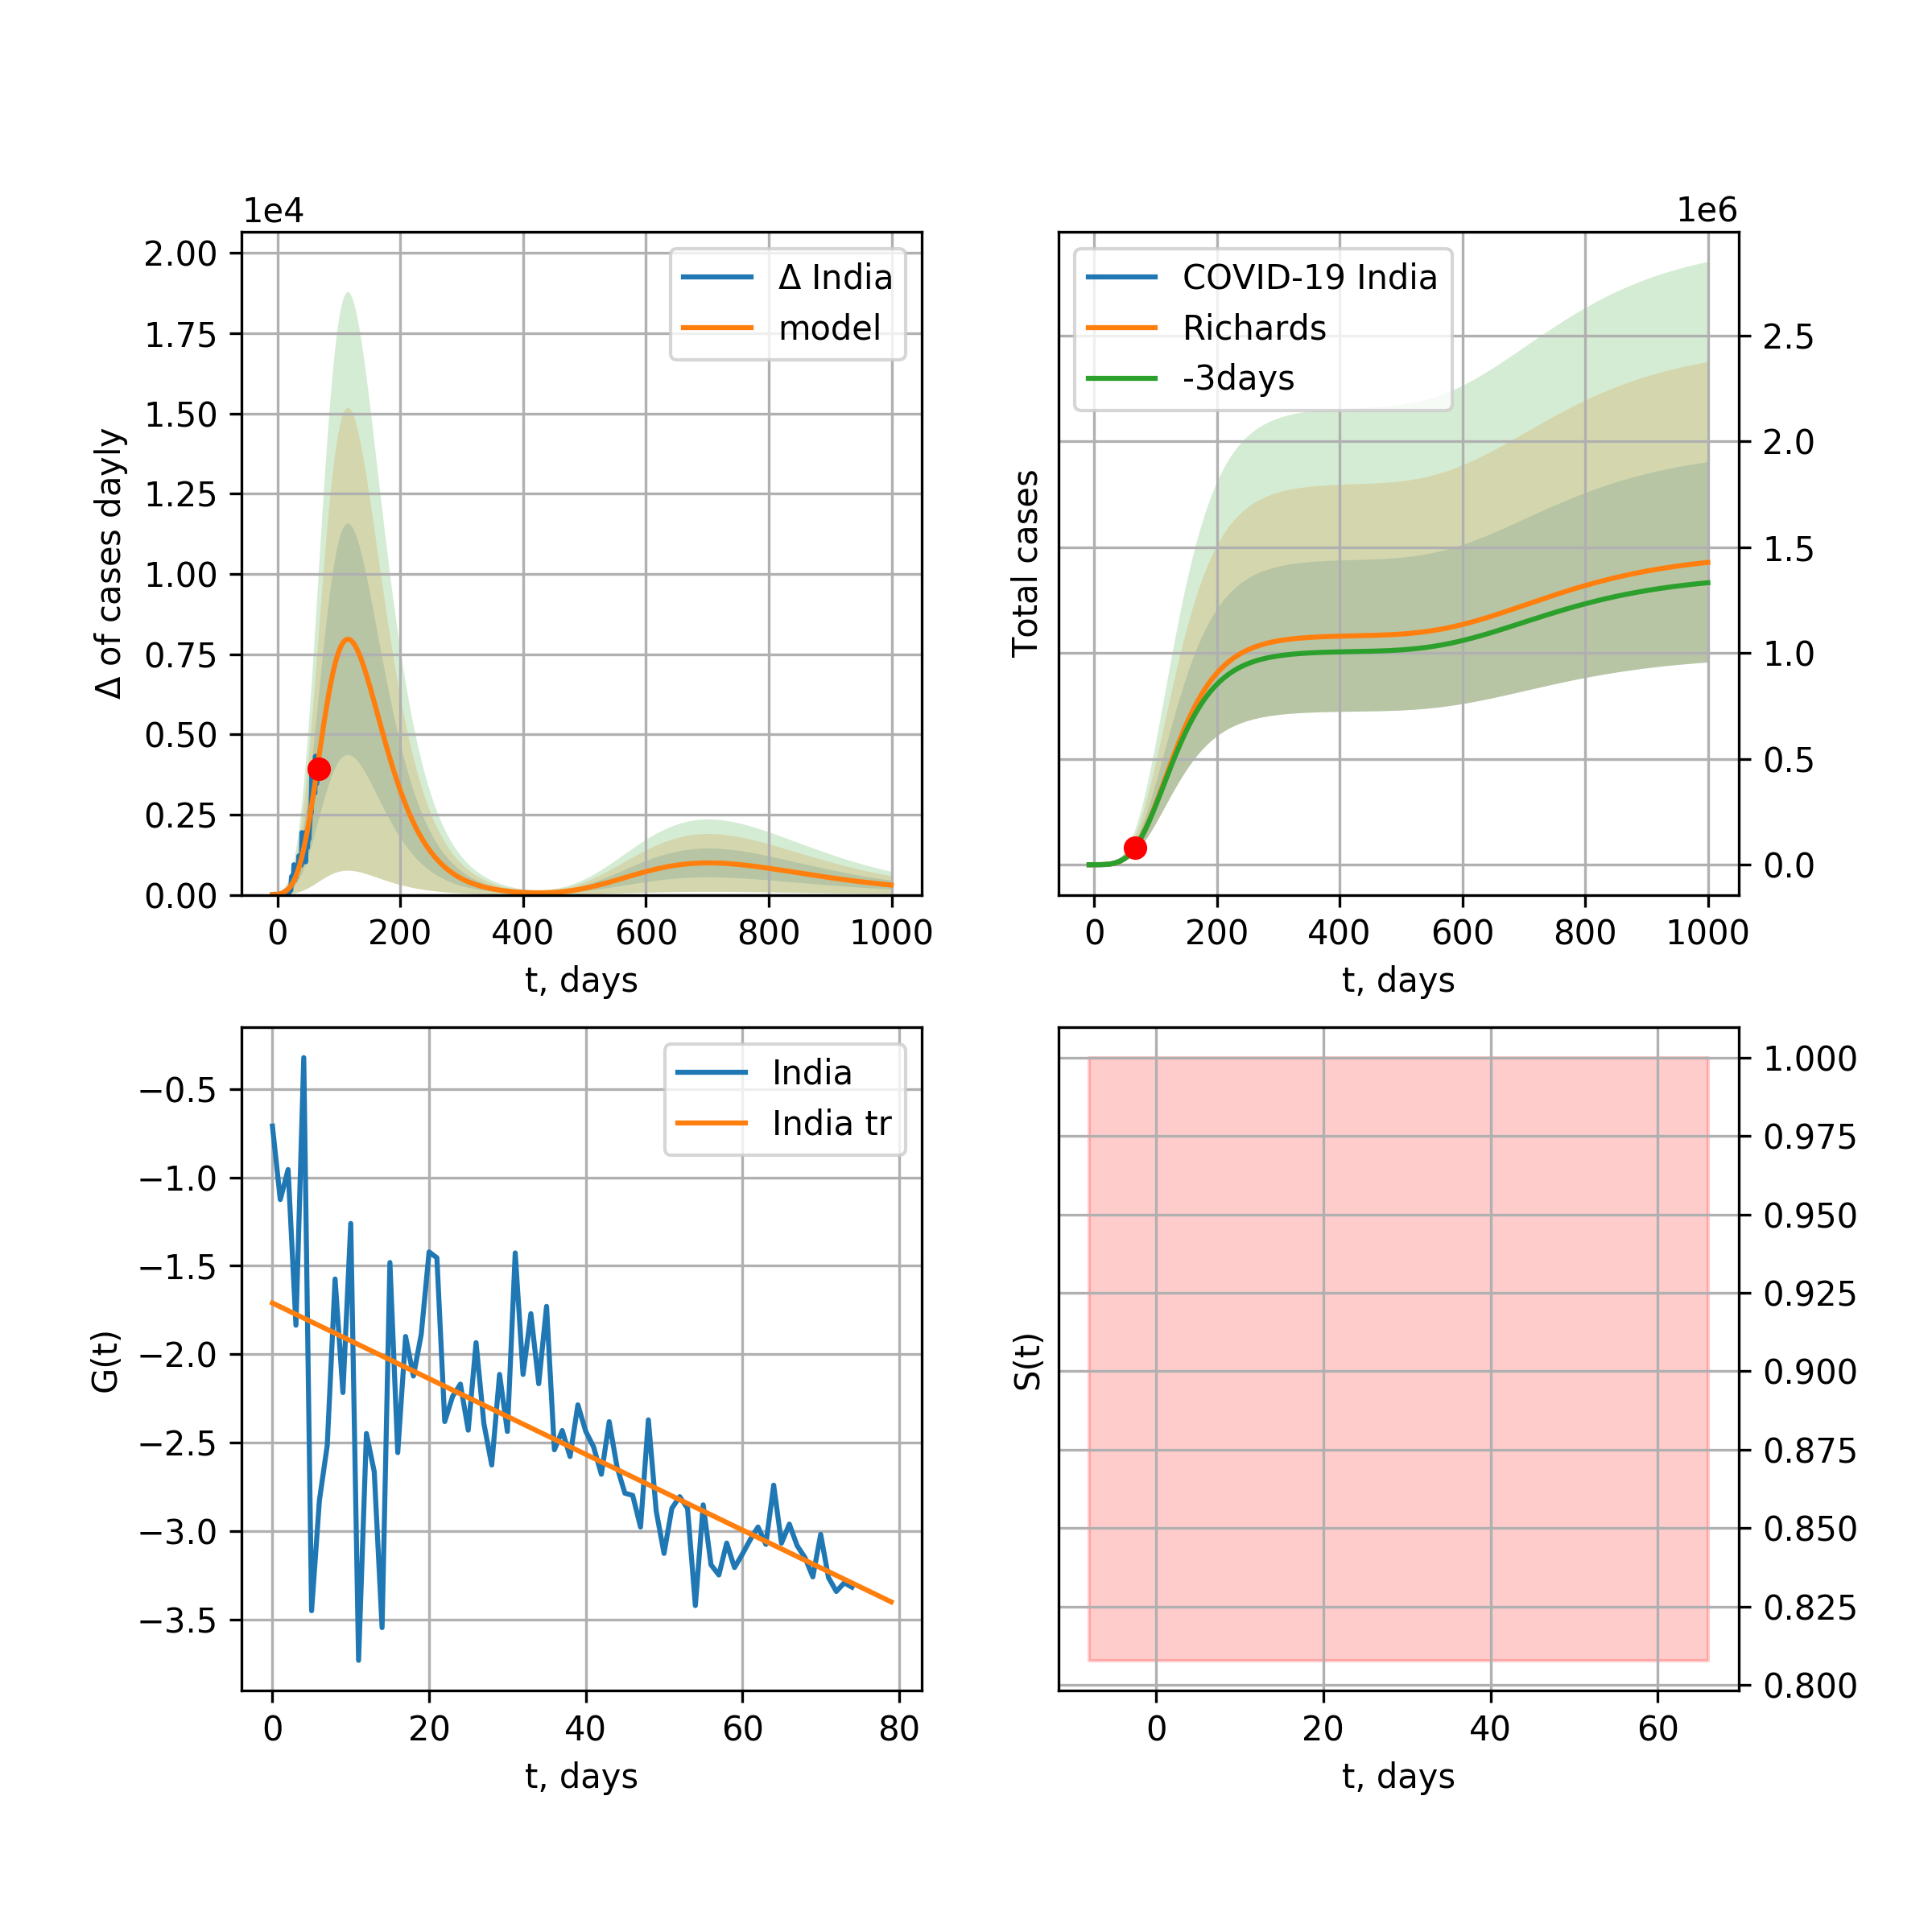 1e4
2.00
1.75
1.50
1.25
1.00
0.75
0.50
0.25
0.00
Δ of cases dayly
Δ India
model
0 200 400 600 800 1000
t, days
1e6
COVID-19 India
Richards
-3days
2.5
2.0
1.5
1.0
0.5
0.0
Total cases
0 200 400 600 800 1000
t, days
−0.5
−1.0
−1.5
−2.0
−2.5
−3.0
−3.5
G(t)
India
India tr
0 20 40 60 80
t, days
1.000
0.975
0.950
0.925
0.900
0.875
0.850
0.825
0.800
S(t)
0 20 40 60
t, days